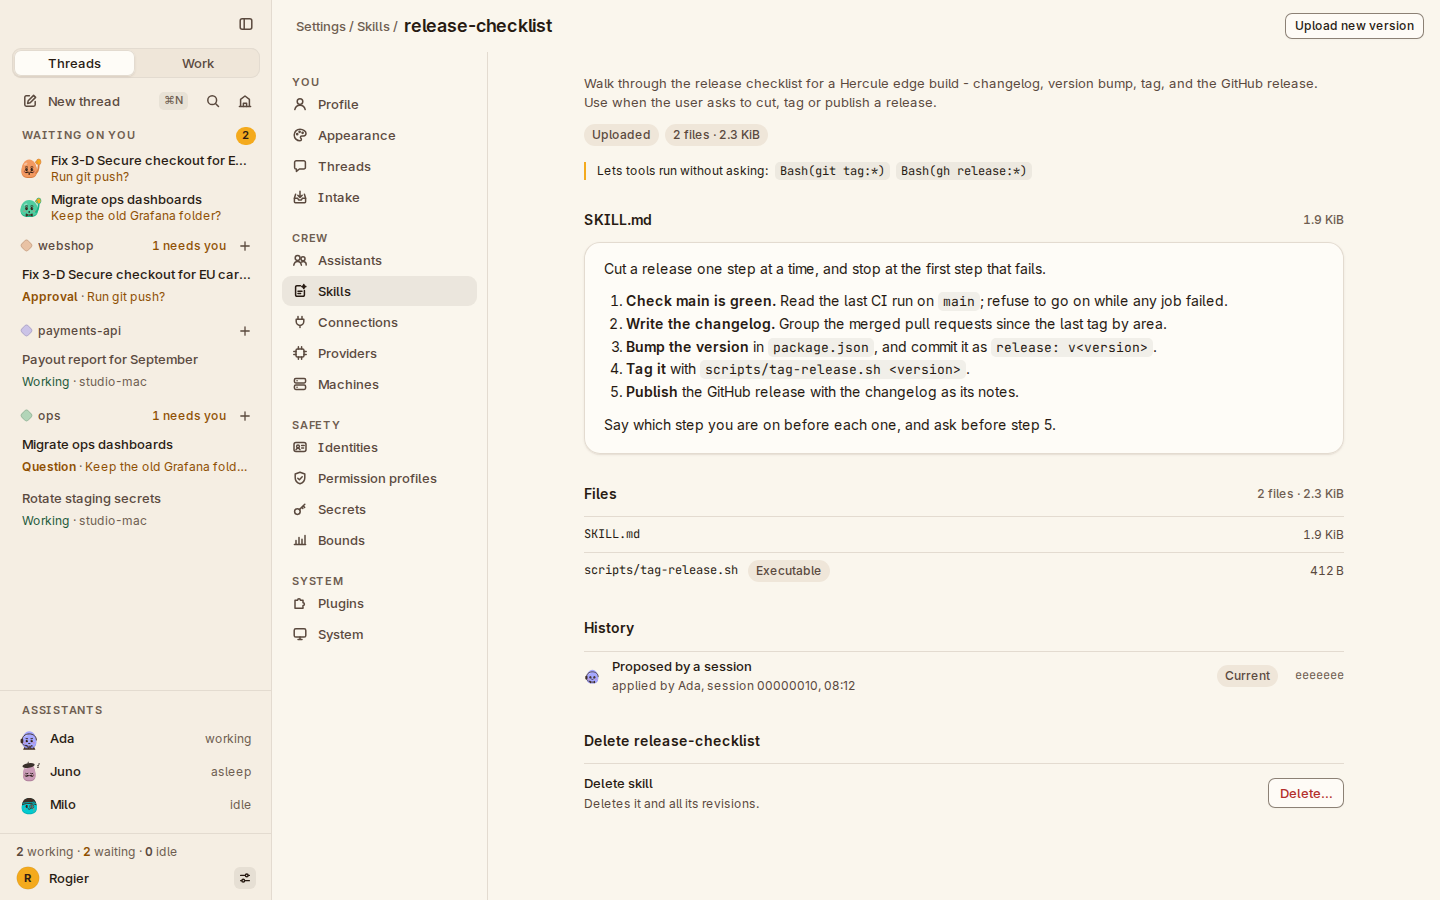 Threads
Work
New thread
⌘N
WAITING ON YOU
2
Fix 3-D Secure checkout for E...
Run git push?
Migrate ops dashboards
Keep the old Grafana folder?
webshop
1 needs you
Fix 3-D Secure checkout for EU car...
Approval · Run git push?
payments-api
Payout report for September
Working · studio-mac
ops
1 needs you
Migrate ops dashboards
Question · Keep the old Grafana fold...
Rotate staging secrets
Working · studio-mac
ASSISTANTS
Ada
working
Juno
asleep
Milo
idle
2 working · 2 waiting · 0 idle
R
Rogier
Settings / Skills / release-checklist
Upload new version
YOU
Profile
Appearance
Threads
Intake
CREW
Assistants
Skills
Connections
Providers
Machines
SAFETY
Identities
Permission profiles
Secrets
Bounds
SYSTEM
Plugins
System
Walk through the release checklist for a Hercule edge build - changelog, version bump, tag, and the GitHub release.
Use when the user asks to cut, tag or publish a release.
Uploaded
2 files · 2.3 KiB
Lets tools run without asking: Bash(git tag:*) Bash(gh release:*)
SKILL.md
1.9 KiB
Cut a release one step at a time, and stop at the first step that fails.
1. Check main is green. Read the last CI run on main; refuse to go on while any job failed.
2. Write the changelog. Group the merged pull requests since the last tag by area.
3. Bump the version in package.json, and commit it as release: v<version>.
4. Tag it with scripts/tag-release.sh <version>.
5. Publish the GitHub release with the changelog as its notes.
Say which step you are on before each one, and ask before step 5.
Files
2 files · 2.3 KiB
SKILL.md
1.9 KiB
scripts/tag-release.sh
Executable
412 B
History
Proposed by a session
applied by Ada, session 00000010, 08:12
Current
eeeeeee
Delete release-checklist
Delete skill
Deletes it and all its revisions.
Delete...